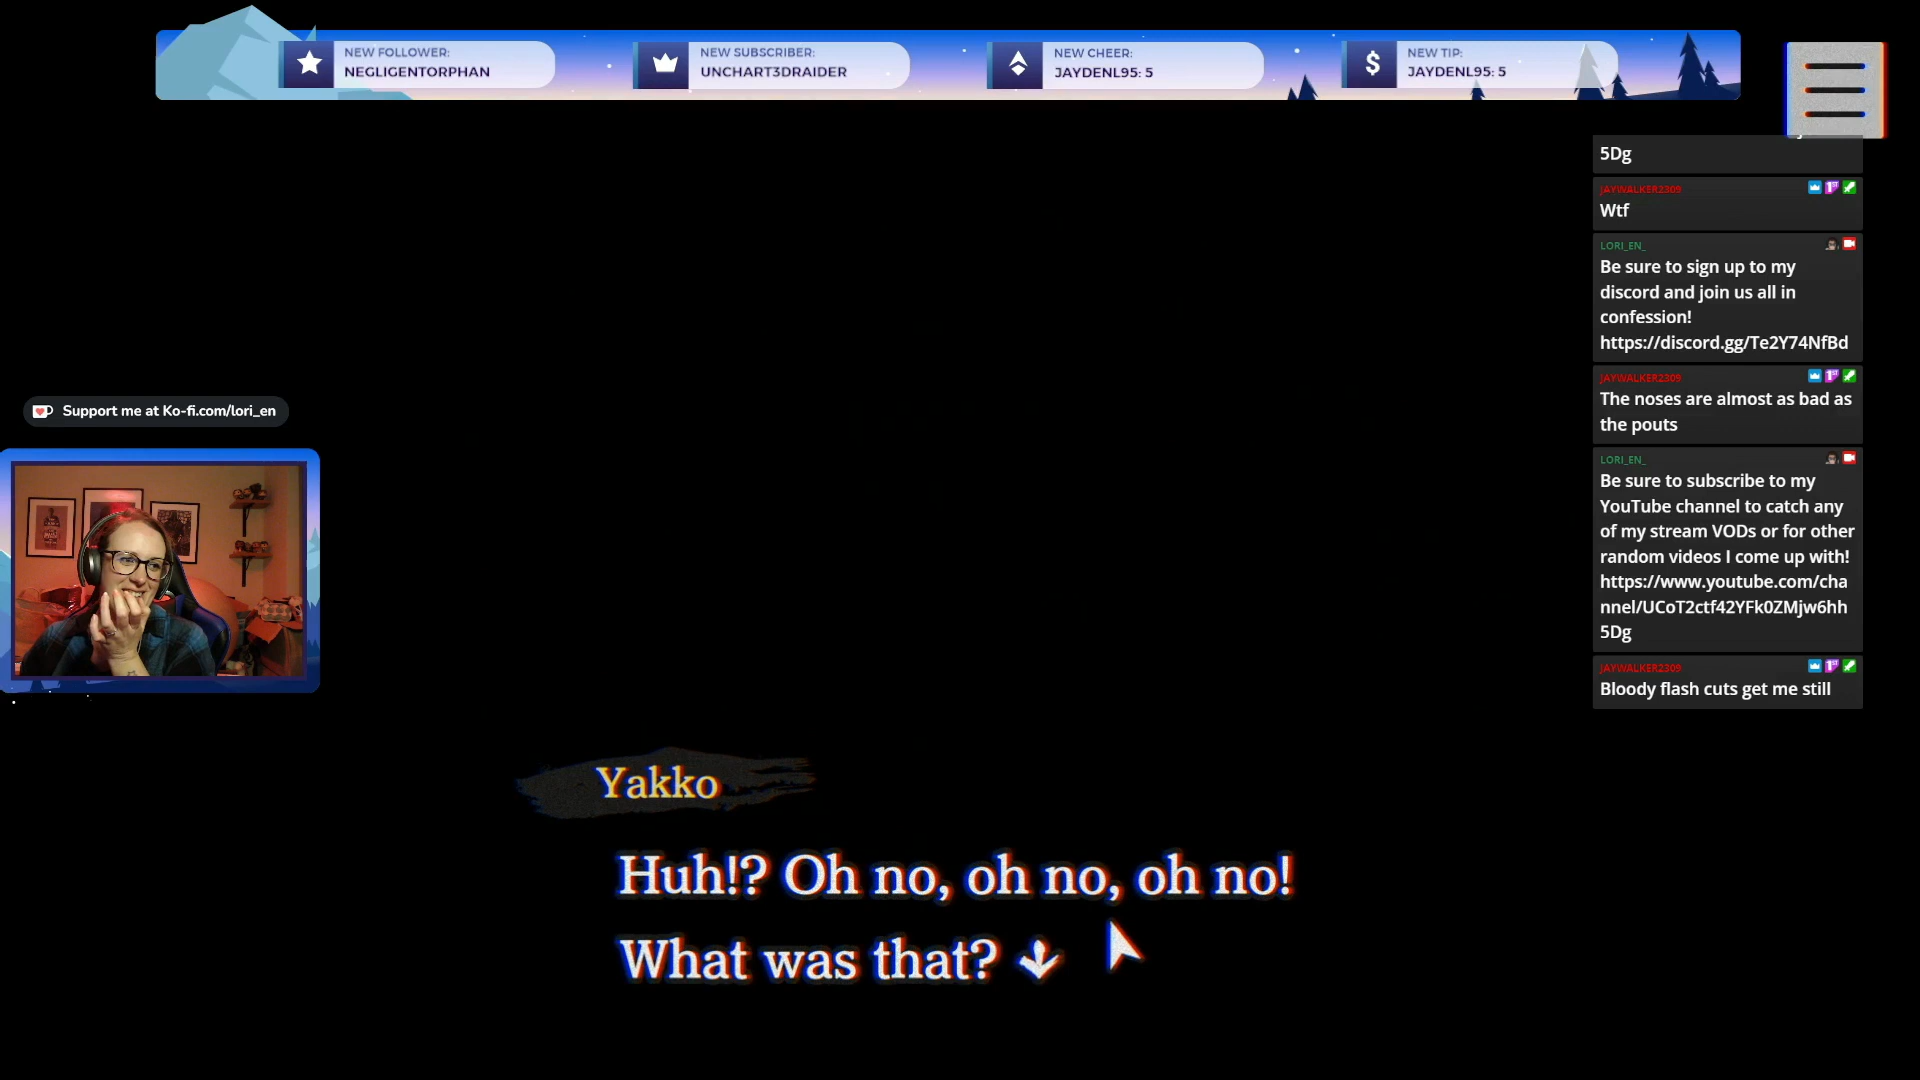 NEW FOLLOWER:
NEGLIGENTORPHAN
NEW SUBSCRIBER:
UNCHART3DRAIDER
NEW CHEER:
JAYDENL95: 5
NEW TIP:
JAYDENL95: 5
5Dg
JAYWALKER2309
Wtf
LORI_EN_
Be sure to sign up to my
discord and join us all in
confession!
https://discord.gg/Te2Y74NfBd
JAYWALKER2309
The noses are almost as bad as
the pouts
LORI_EN_
Be sure to subscribe to my
YouTube channel to catch any
of my stream VODs or for other
random videos I come up with!
https://www.youtube.com/cha
nnel/UCoT2ctf42YFk0ZMjw6hh
5Dg
JAYWALKER2309
Bloody flash cuts get me still
Support me at Ko-fi.com/lori_en
Yakko
Huh!? Oh no, oh no, oh no!
What was that?